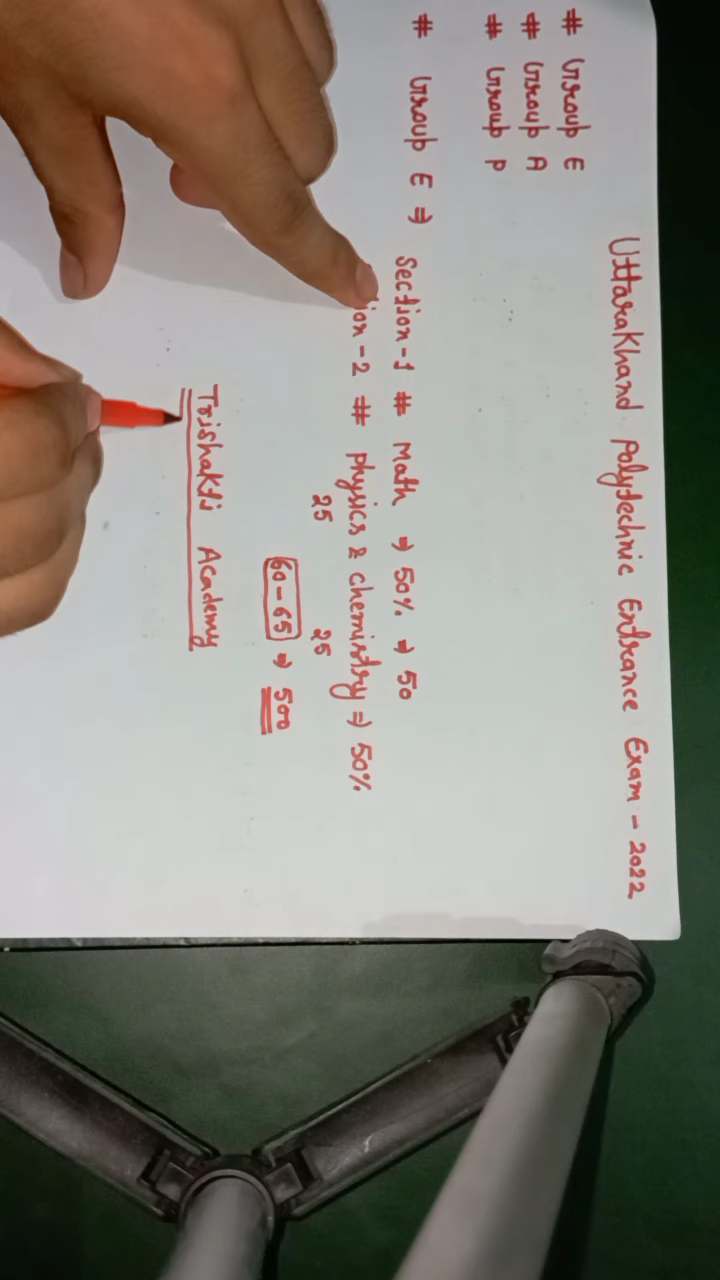 Uttarakhand Polytechnic Entrance Exam - 2022
# Group E
# Group A
# Group P
# Group E ⇒ Section-1 # Math ⇒ 50% ⇒ 50
ion-2 # Physics & chemistry ⇒ 50%
25 25
60-65 ⇒ 500
Trishakti Academy